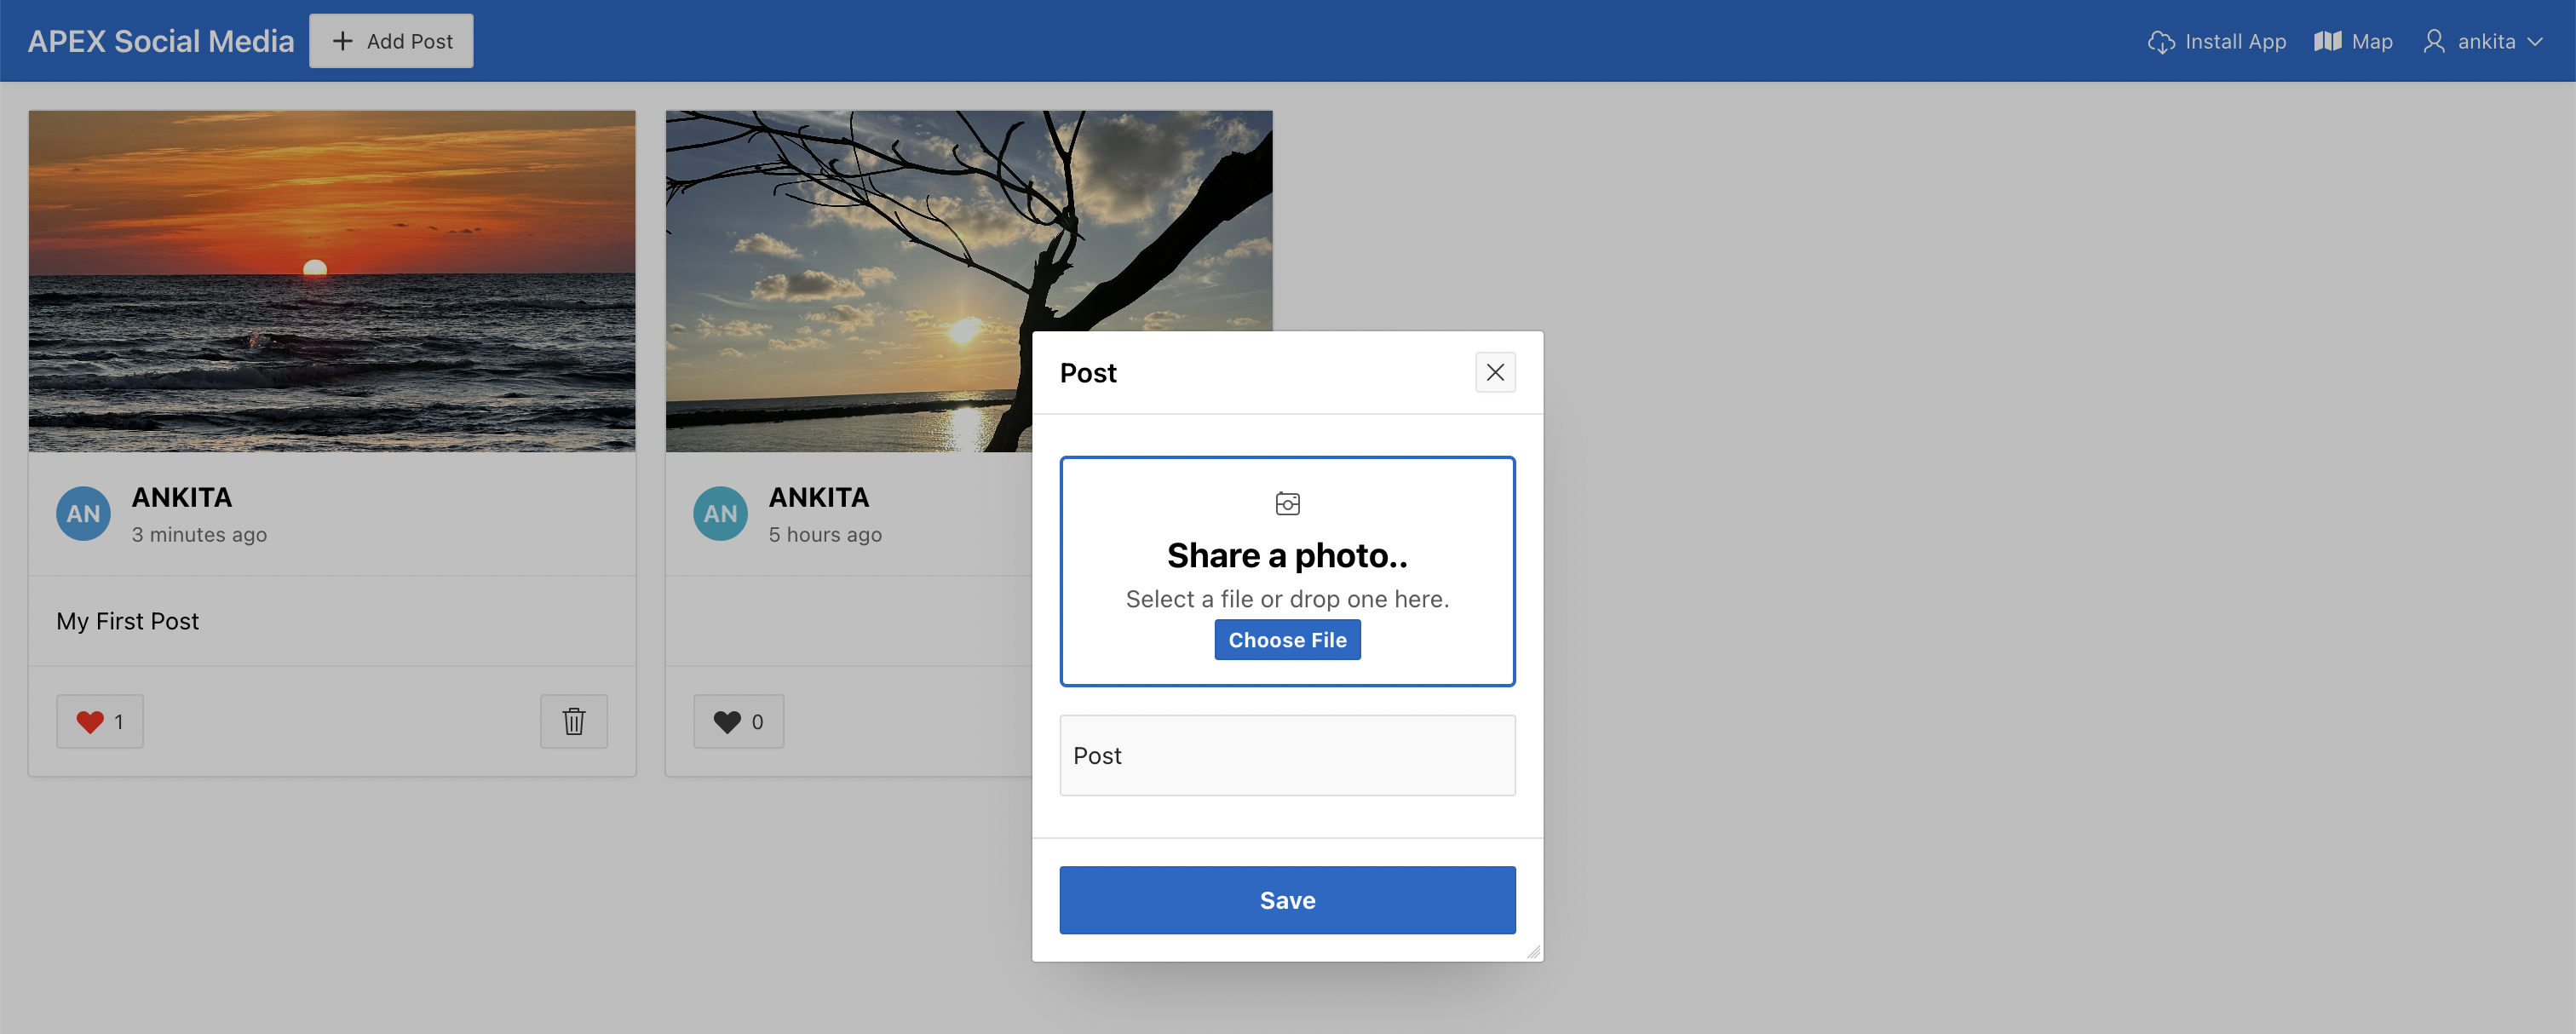 APEX Social Media
Add Post
Install App
Map
ankita
AN
ANKITA
3 minutes ago
My First Post
1
AN
ANKITA
5 hours ago
0
Post
Share a photo..
Select a file or drop one here.
Choose File
Post
Save